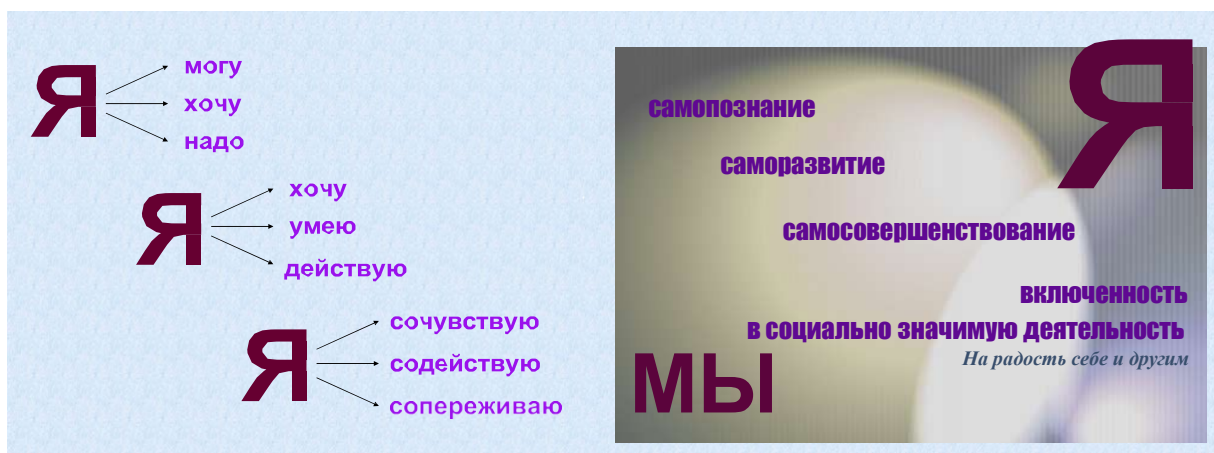 Я
могу
хочу
надо
Я
хочу
умею
действую
Я
сочувствую
содействую
сопереживаю
Я
самопознание
саморазвитие
самосовершенствование
включенность
в социально значимую деятельность
На радость себе и другим
МЫ